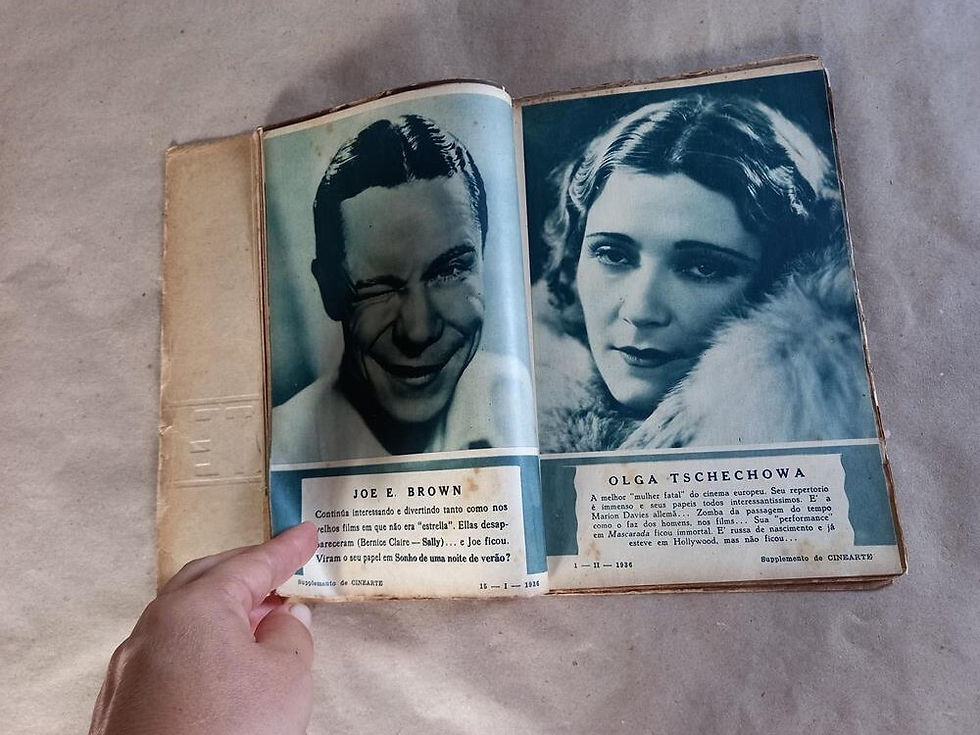 JOE E. BROWN
Continúa interessando e divertindo tanto como nos
velhos films em que não era "estrella". Ellas desap-
pareceram (Bernice Claire — Sally)... e Joe ficou.
Viram o seu papel em Sonho de uma noite de verão?
Supplemento de CINEARTE 15 — I — 1936
OLGA TSCHECHOWA
A melhor "mulher fatal" do cinema europeu. Seu repertorio
é immenso e seus papeis todos interessantissimos. E' a
Marion Davies allemã... Zomba da passagem do tempo
como o faz dos homens, nos films... Sua "performance"
em Mascarada ficou immortal. E' russa de nascimento e já
esteve em Hollywood, mas não ficou...
1 — II — 1936 Supplemento de CINEARTE